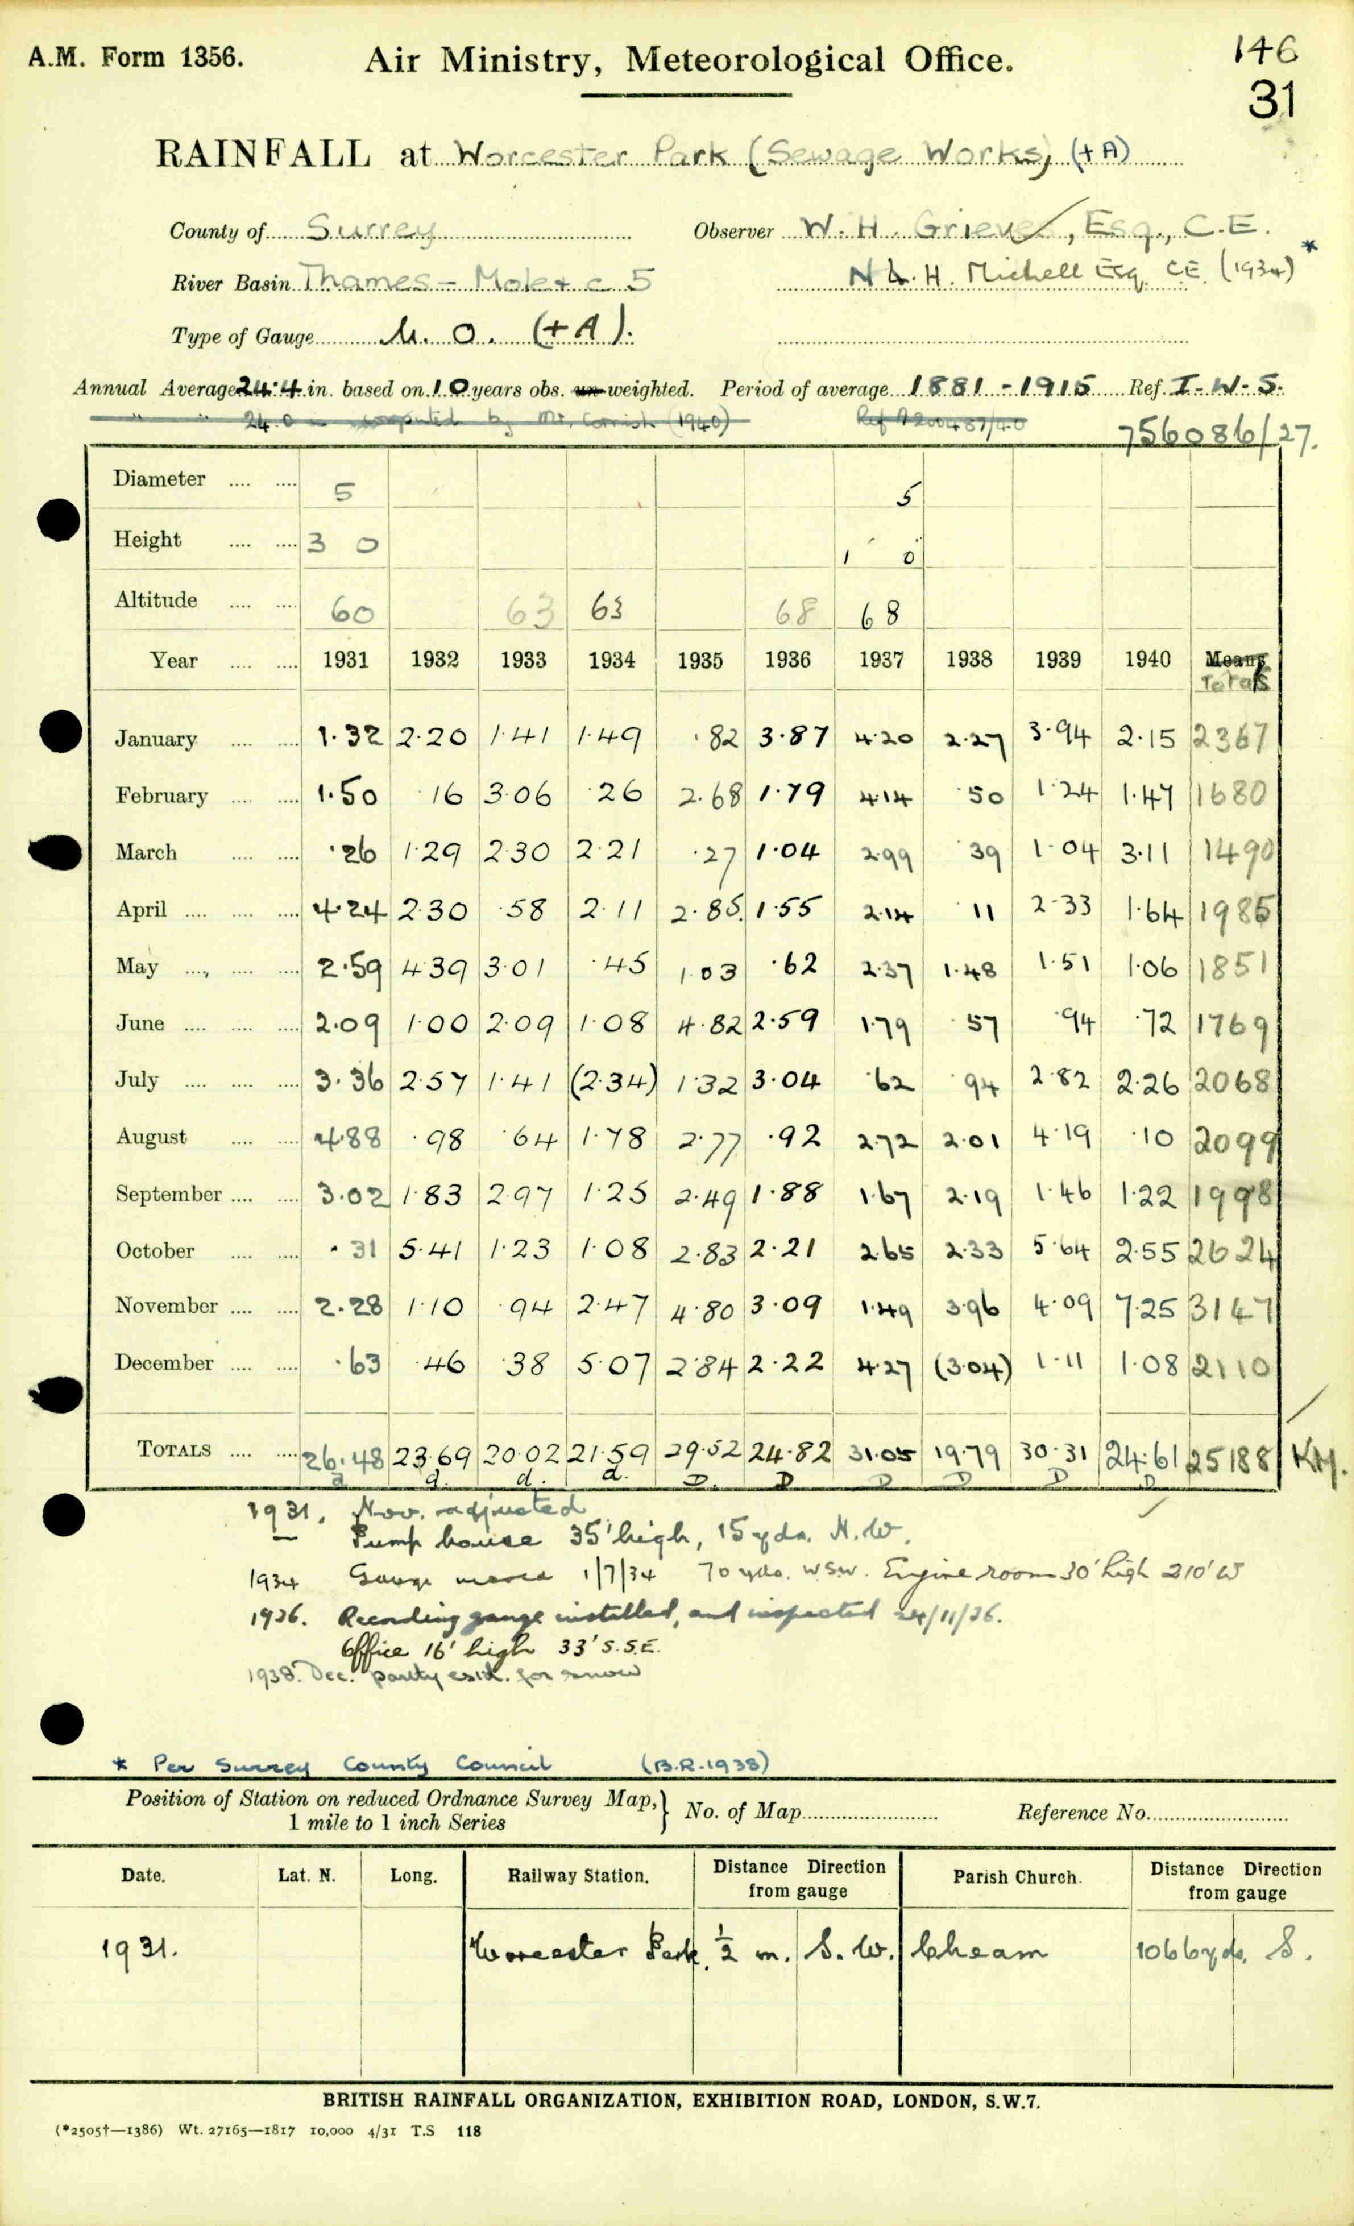 A.M. Form 1356. Air Ministry, Meteorological Office. 146
31
RAINFALL at Worcester Park (Sewage Works) (+A)
County of Surrey Observer W. H. Grieves, Esq., C.E. *
River Basin Thames - Mole + c 5 H. Michell Esq. CE. (1934)
Type of Gauge M. O. (+A).
Annual Average 24.4 in. based on 10 years obs. un-weighted. Period of average 1881 - 1915 Ref. I. W. S.
" " 24.0 computed by Mr. (1940)
756086/27.
Diameter .... .... 5 5
Height .... .... 3 0 1 0
Altitude .... .... 60 63 63 68 68
Year .... .... 1931 1932 1933 1934 1935 1936 1937 1938 1939 1940 Means
Totals
January .... .... 1.32 2.20 1.41 1.49 .82 3.87 4.20 2.27 3.94 2.15 2367
February .... .... 1.50 .16 3.06 .26 2.68 1.79 4.14 .50 1.24 1.47 1680
March .... .... .26 1.29 2.30 2.21 .27 1.04 2.99 .39 1.04 3.11 1490
April .... .... .... 4.24 2.30 .58 2.11 2.85 1.55 2.14 .11 2.33 1.64 1985
May .... .... .... 2.59 4.39 3.01 .45 1.03 .62 2.37 1.48 1.51 1.06 1851
June .... .... .... 2.09 1.00 2.09 1.08 4.82 2.59 1.79 .57 .94 .72 1769
July .... .... .... 3.36 2.57 1.41 (2.34) 1.32 3.04 .62 .94 2.82 2.26 2068
August .... .... 4.88 .98 .64 1.78 2.77 .92 2.72 2.01 4.19 .10 2099
September .... .... 3.02 1.83 2.97 1.25 2.49 1.88 1.67 2.19 1.46 1.22 1998
October .... .... .31 5.41 1.23 1.08 2.83 2.21 2.65 2.33 5.64 2.55 2624
November .... .... 2.28 1.10 .94 2.47 4.80 3.09 1.49 3.96 4.09 7.25 3147
December .... .... .63 .46 .38 5.07 2.84 2.22 4.27 (3.04) 1.11 1.08 2110
TOTALS .... .... 26.48 23.69 20.02 21.59 29.52 24.82 31.05 19.79 30.31 24.61 25188 KM.
d. d. d. D. D D D D D
1931. Nov. adjusted
Pump house 35' high, 15 yds. N.W.
1934 Gauge moved 1/7/34 70 yds. W.S.W. Engine room 30' high 210' W
1936. Recording gauge installed, and inspected 24/11/36.
Office 16' high 33' S.S.E.
1938. Dec. partly estd. for snow
* Per Surrey County Council (B.R. 1938)
Position of Station on reduced Ordnance Survey Map, } No. of Map Reference No.
1 mile to 1 inch Series
Date. Lat. N. Long. Railway Station. Distance Direction from gauge Parish Church. Distance Direction from gauge
1931. Worcester Park. ½ m. S. W. Cheam 1066 yds. S.
BRITISH RAINFALL ORGANIZATION, EXHIBITION ROAD, LONDON, S.W.7.
(*2505†—1386) Wt. 27165—1817 10,000 4/31 T.S 118